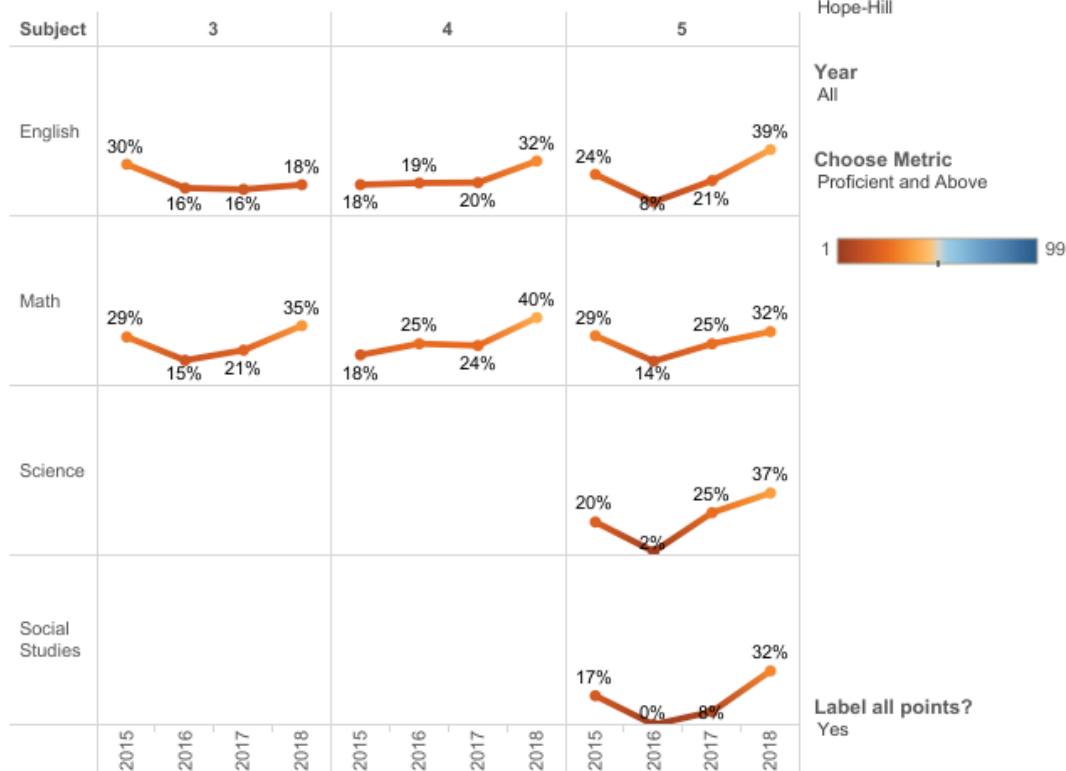 Hope-Hill
Subject 3 4 5
Year
All
English
30% 16% 16% 18%
18% 19% 20% 32%
24% 8% 21% 39%
Choose Metric
Proficient and Above
1 99
Math
29% 15% 21% 35%
18% 25% 24% 40%
29% 14% 25% 32%
Science
20% 2% 25% 37%
Social
Studies
17% 0% 8% 32%
Label all points?
Yes
2015 2016 2017 2018 2015 2016 2017 2018 2015 2016 2017 2018